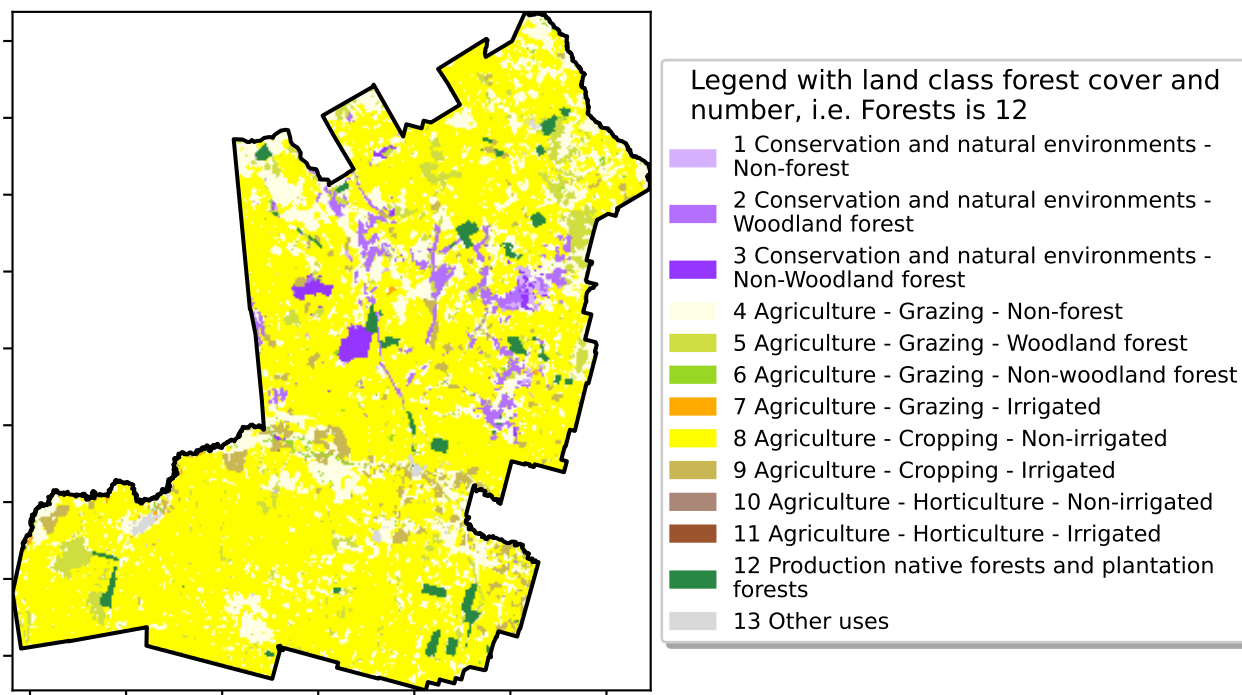 Legend with land class forest cover and
number, i.e. Forests is 12
1 Conservation and natural environments -
Non-forest
2 Conservation and natural environments -
Woodland forest
3 Conservation and natural environments -
Non-Woodland forest
4 Agriculture - Grazing - Non-forest
5 Agriculture - Grazing - Woodland forest
6 Agriculture - Grazing - Non-woodland forest
7 Agriculture - Grazing - Irrigated
8 Agriculture - Cropping - Non-irrigated
9 Agriculture - Cropping - Irrigated
10 Agriculture - Horticulture - Non-irrigated
11 Agriculture - Horticulture - Irrigated
12 Production native forests and plantation
forests
13 Other uses